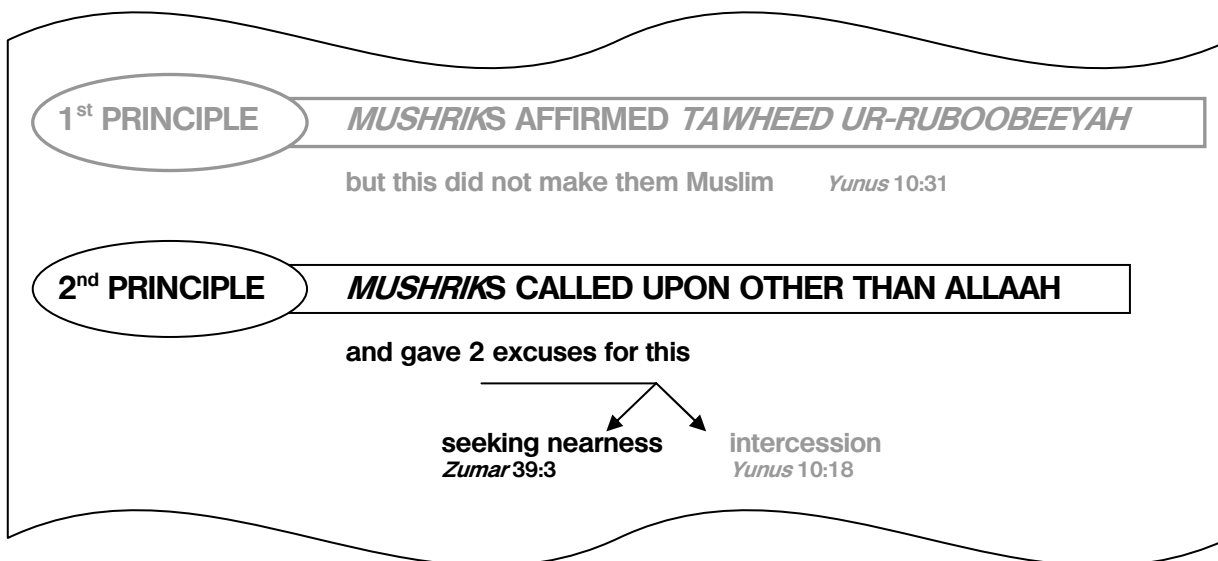 1st PRINCIPLE MUSHRIKS AFFIRMED TAWHEED UR-RUBOOBEEYAH
but this did not make them Muslim Yunus 10:31
2nd PRINCIPLE MUSHRIKS CALLED UPON OTHER THAN ALLAAH
and gave 2 excuses for this
seeking nearness intercession
Zumar 39:3 Yunus 10:18